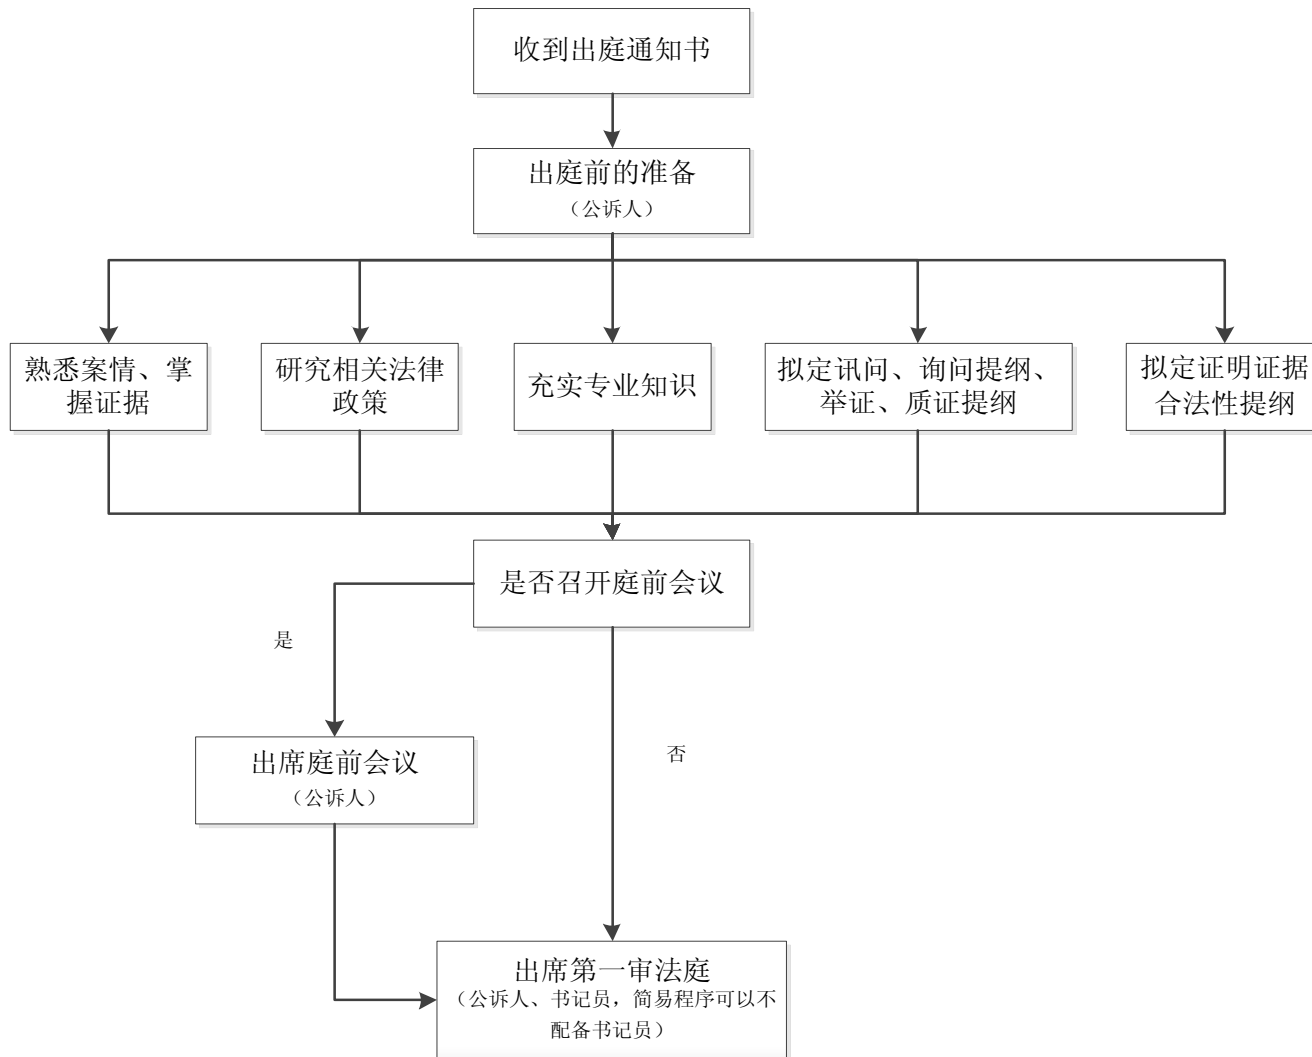 收到出庭通知书
出庭前的准备
（公诉人）
熟悉案情、掌
握证据
研究相关法律
政策
充实专业知识
拟定讯问、询问提纲、
举证、质证提纲
拟定证明证据
合法性提纲
是否召开庭前会议
是
否
出席庭前会议
（公诉人）
出席第一审法庭
（公诉人、书记员，简易程序可以不
配备书记员）